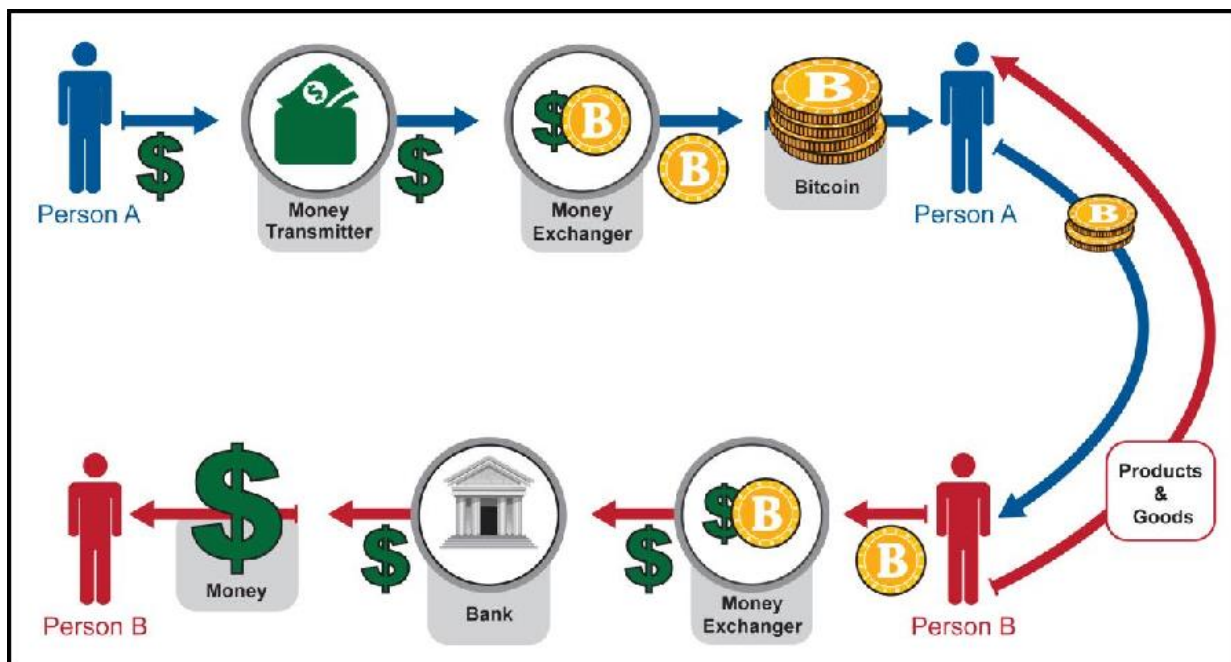 Person A
Money
Transmitter
Money
Exchanger
Bitcoin
Person A
Products
&
Goods
Person B
Money
Bank
Money
Exchanger
Person B